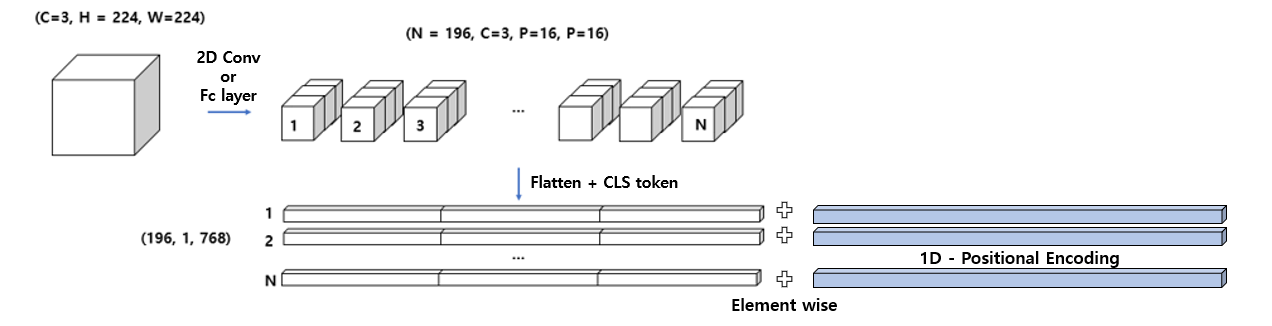 (C=3, H = 224, W=224)
(N = 196, C=3, P=16, P=16)
2D Conv
or
Fc layer
1
2
3
...
N
Flatten + CLS token
1
(196, 1, 768)
2
...
1D - Positional Encoding
N
Element wise